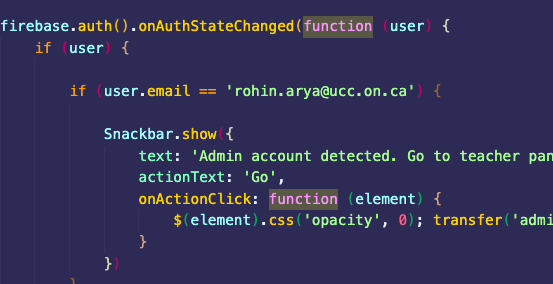 firebase.auth().onAuthStateChanged(function (user) {
if (user) {
if (user.email == 'rohin.arya@ucc.on.ca') {
Snackbar.show({
text: 'Admin account detected. Go to teacher pan
actionText: 'Go',
onActionClick: function (element) {
$(element).css('opacity', 0); transfer('admi
}
})
}